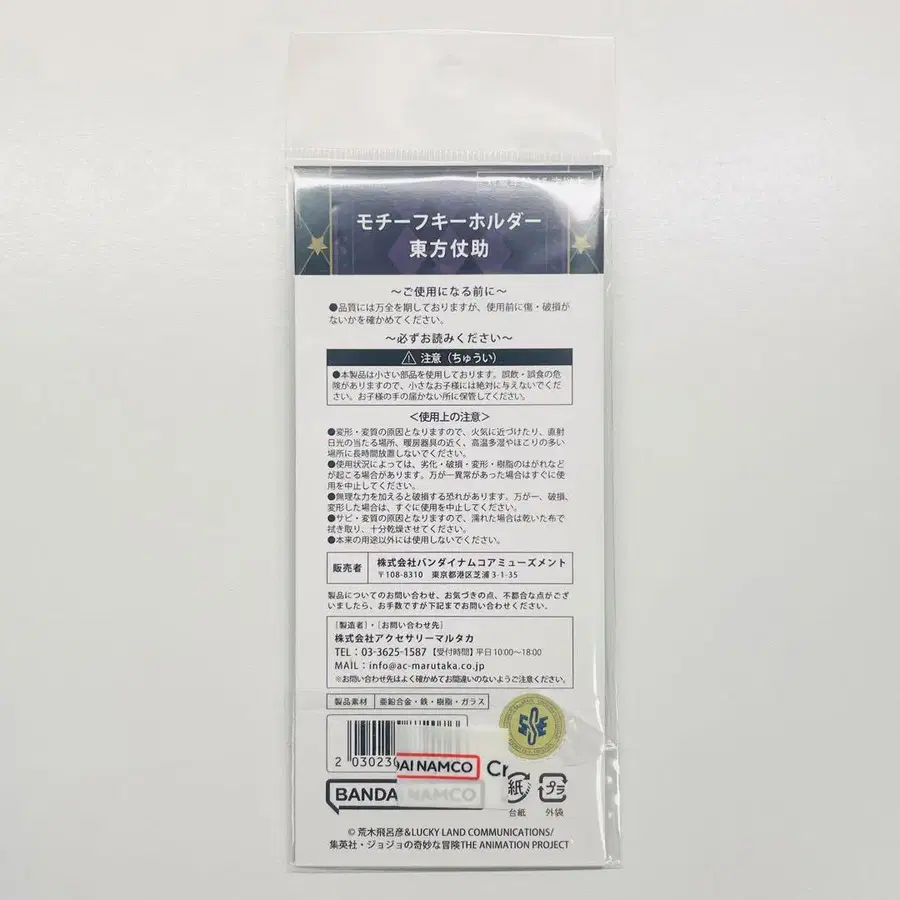 モチーフキーホルダー
東方仗助
～ご使用になる前に～
●品質には万全を期しておりますが、使用前に傷・破損が
ないかを確かめてください。
～必ずお読みください～
注意（ちゅうい）
●本製品は小さい部品を使用しております。誤飲・誤食の危
険がありますので、小さなお子様には絶対に与えないでくだ
さい。お子様の手の届かない所に保管してください。
＜使用上の注意＞
●変形・変質の原因となりますので、火気に近づけたり、直射
日光の当たる場所、暖房器具の近く、高温多湿やほこりの多い
場所に長時間放置しないでください。
●使用状況によっては、劣化・破損・変形・樹脂のはがれなど
が起こる場合があります。万が一異常があった場合はすぐに使
用を中止してください。
●無理な力を加えると破損する恐れがあります。万が一、破損、
変形した場合は、すぐに使用を中止してください。
●サビ・変質の原因となりますので、濡れた場合は乾いた布で
拭き取り、十分乾燥させてください。
●本来の用途以外には使用しないでください。
販売者 株式会社バンダイナムコアミューズメント
〒108-8310 東京都港区芝浦3-1-35
製品についてのお問い合わせ、お気づきの点、不都合な点がござ
いましたら、お手数ですが下記までお問い合わせください。
［製造者］・［お問い合わせ先］
株式会社アクセサリーマルタカ
TEL：03-3625-1587【受付時間】平日10:00～18:00
MAIL：info@ac-marutaka.co.jp
※お問い合わせ先はよく確かめてお間違いのないようご注意ください。
製品素材 亜鉛合金・鉄・樹脂・ガラス
2 03023
DAI NAMCO Cr
BANDAI NAMCO
紙 プラ
台紙 外袋
© 荒木飛呂彦&LUCKY LAND COMMUNICATIONS/
集英社・ジョジョの奇妙な冒険THE ANIMATION PROJECT